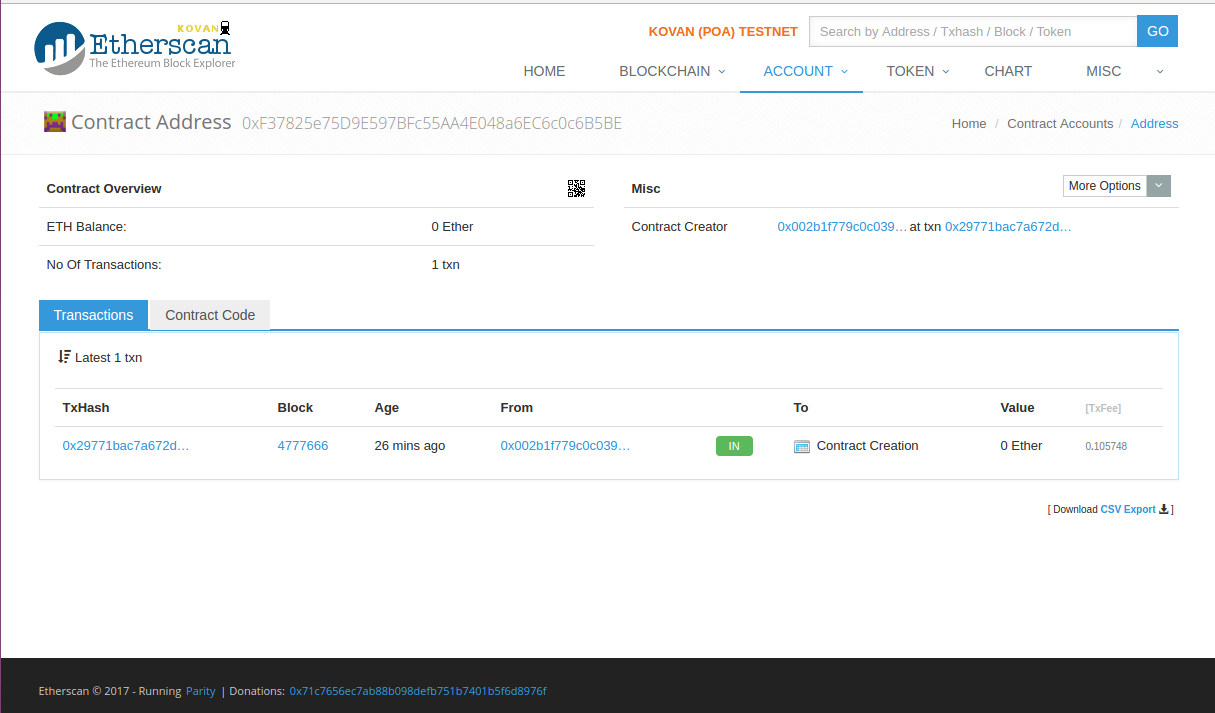 KOVAN
Etherscan
The Ethereum Block Explorer
KOVAN (POA) TESTNET
Search by Address / Txhash / Block / Token
GO
HOME BLOCKCHAIN ACCOUNT TOKEN CHART MISC
Contract Address 0xF37825e75D9E597BFc55AA4E048a6EC6c0c6B5BE
Home / Contract Accounts / Address
Contract Overview
ETH Balance: 0 Ether
No Of Transactions: 1 txn
Misc
More Options
Contract Creator 0x002b1f779c0c039… at txn 0x29771bac7a672d…
Transactions Contract Code
Latest 1 txn
TxHash Block Age From To Value [TxFee]
0x29771bac7a672d… 4777666 26 mins ago 0x002b1f779c0c039… IN Contract Creation 0 Ether 0.105748
[ Download CSV Export ]
Etherscan © 2017 - Running Parity | Donations: 0x71c7656ec7ab88b098defb751b7401b5f6d8976f